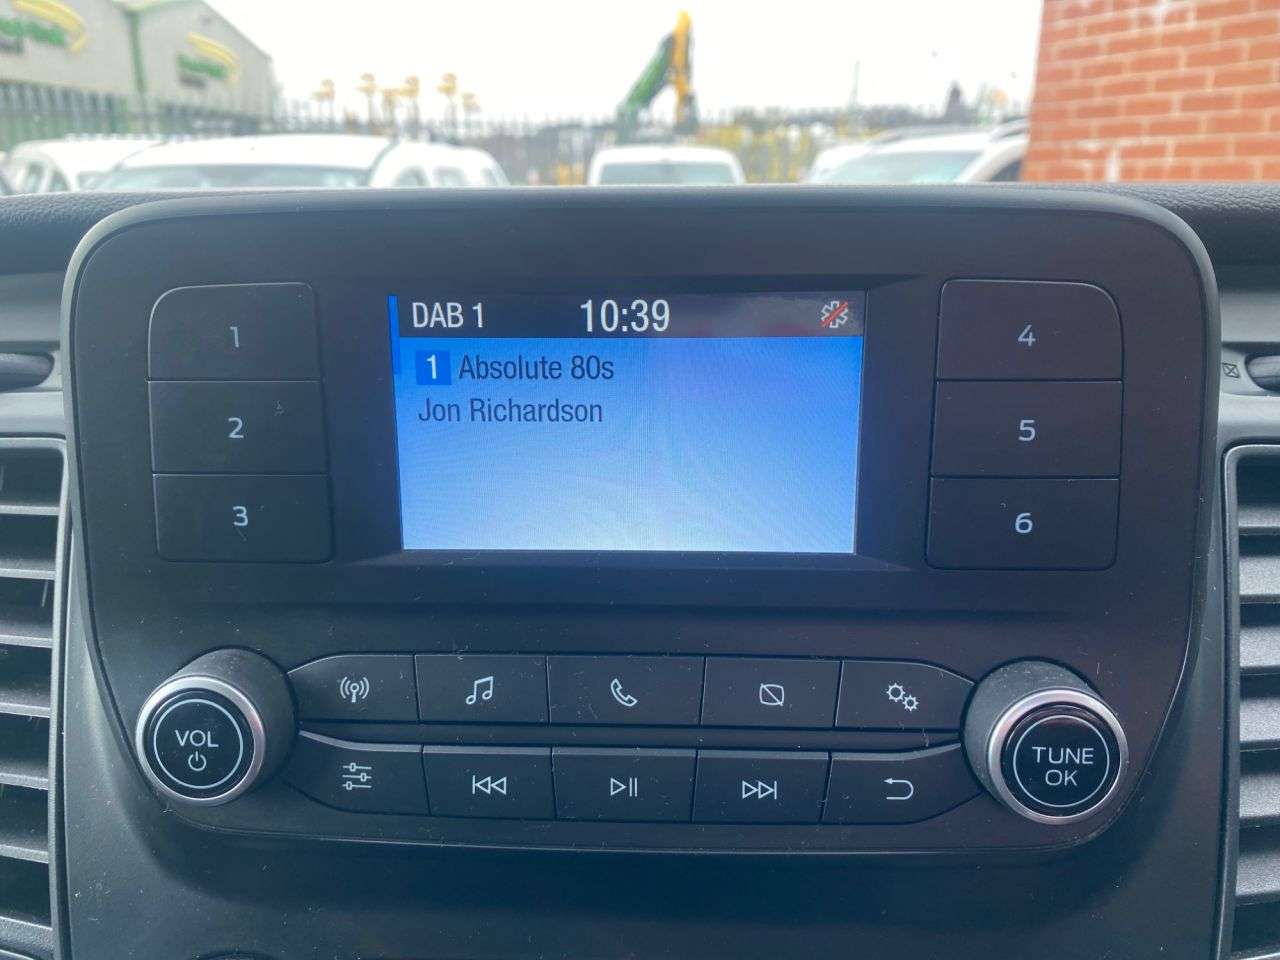 DAB 1 10:39
1 Absolute 80s
Jon Richardson
1
2
3
4
5
6
VOL
TUNE
OK